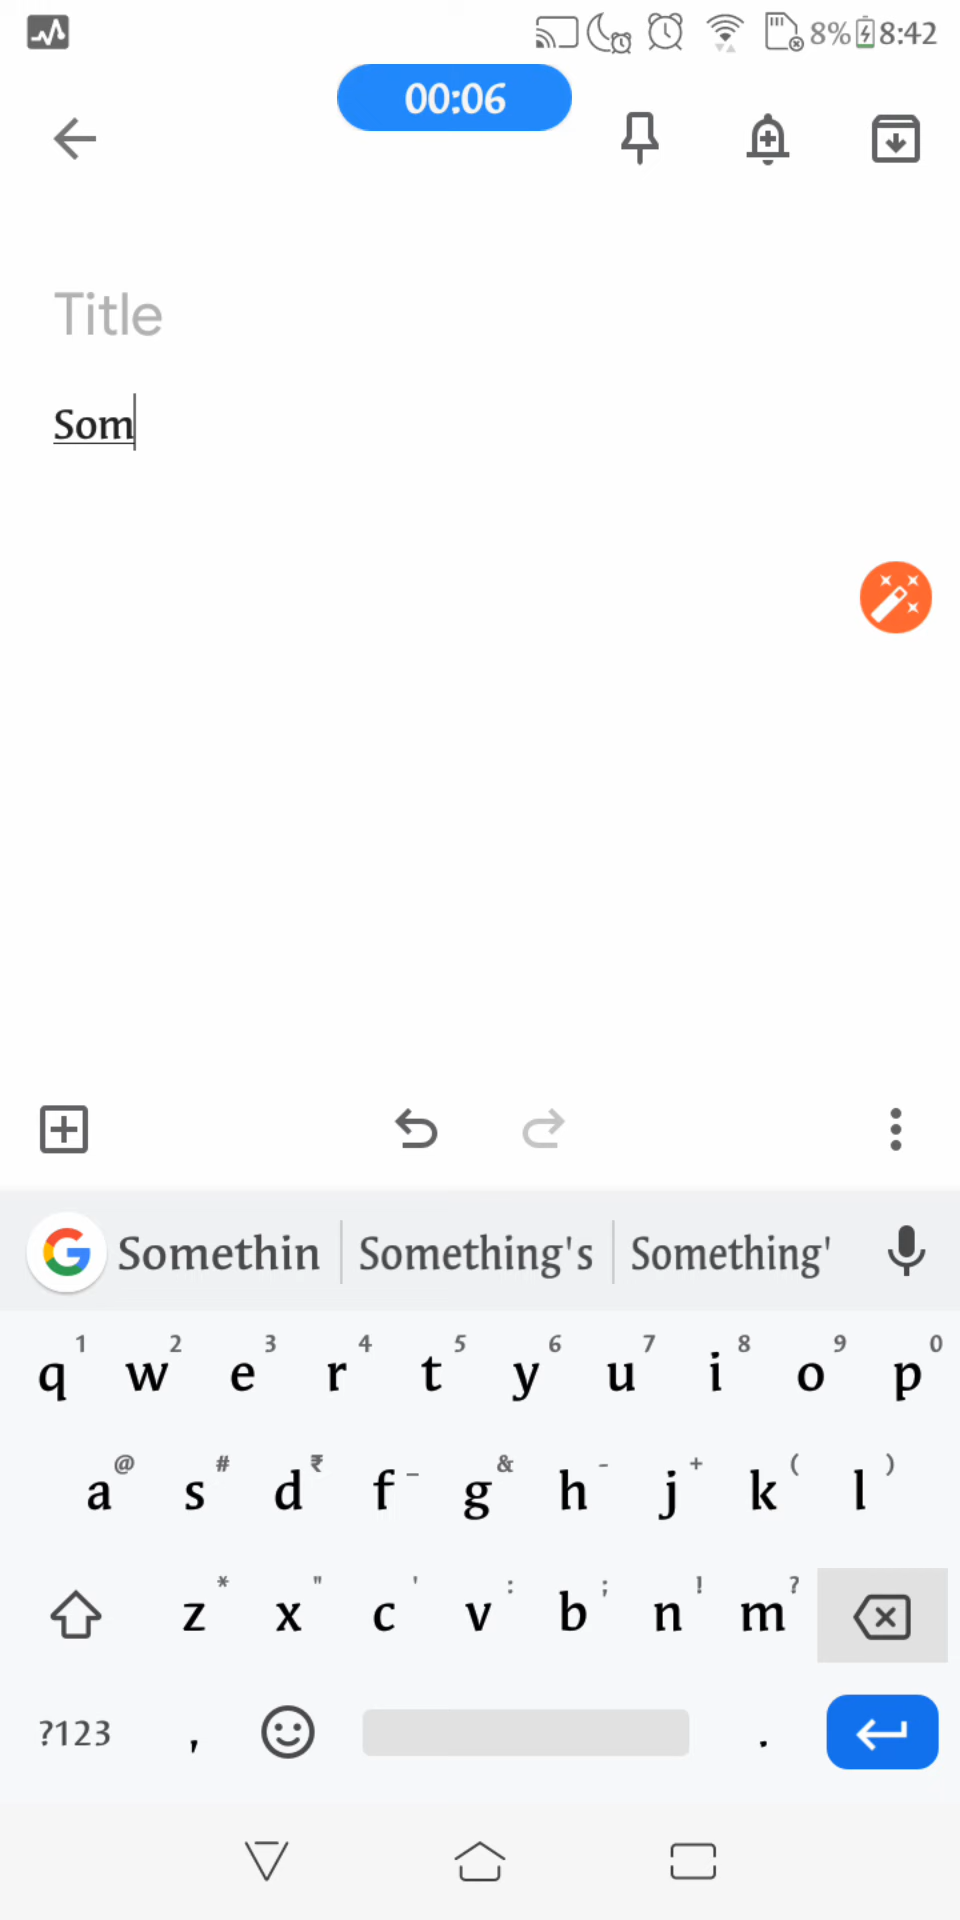 8% 8:42
00:06
Title
Som
Somethin Something's Something'
1 2 3 4 5 6 7 8 9 0
q w e r t y u i o p
@ # ₹ _ & - + ( )
a s d f g h j k l
* " ' : ; ! ?
z x c v b n m
?123 , .